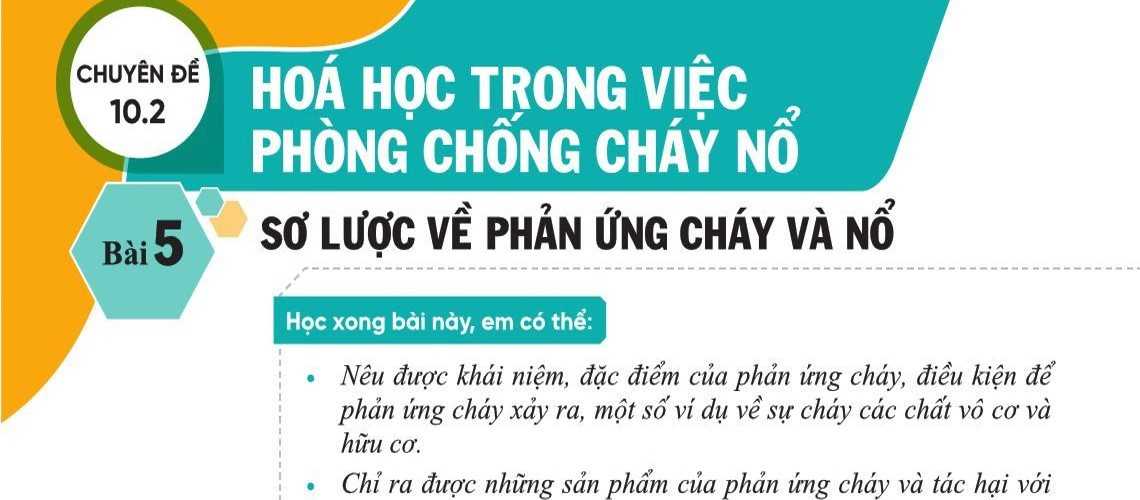 CHUYÊN ĐỀ
10.2
HOÁ HỌC TRONG VIỆC
PHÒNG CHỐNG CHÁY NỔ
Bài 5
SƠ LƯỢC VỀ PHẢN ỨNG CHÁY VÀ NỔ
Học xong bài này, em có thể:
• Nêu được khái niệm, đặc điểm của phản ứng cháy, điều kiện để
phản ứng cháy xảy ra, một số ví dụ về sự cháy các chất vô cơ và
hữu cơ.
• Chỉ ra được những sản phẩm của phản ứng cháy và tác hại với